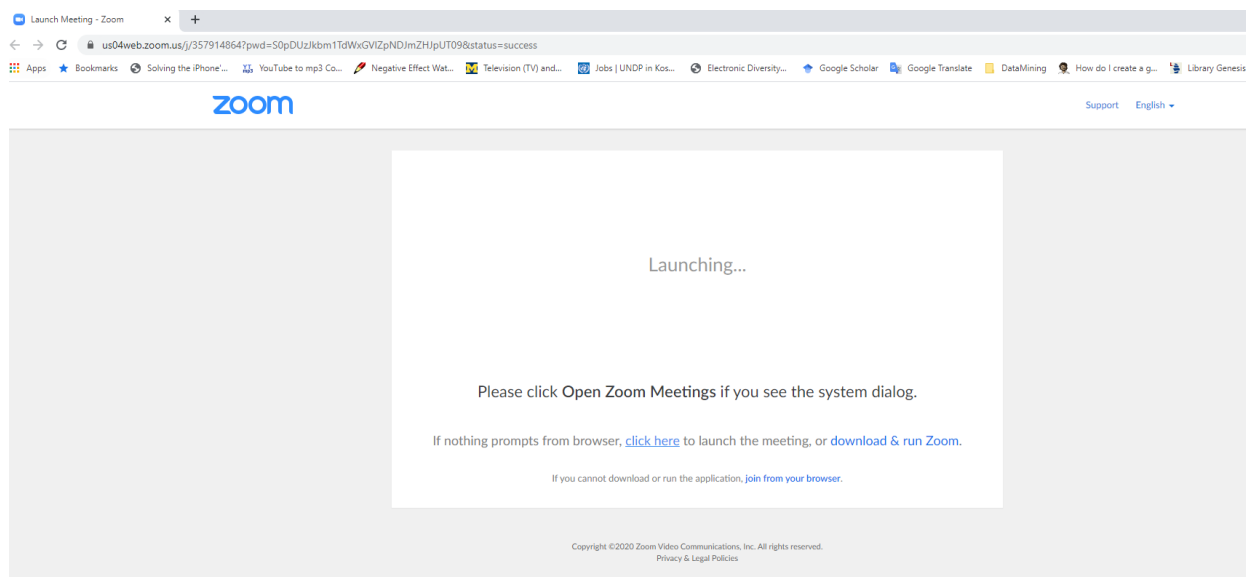 Launch Meeting - Zoom
us04web.zoom.us/j/357914864?pwd=S0pDUzJkbm1TdWxGVlZpNDJmZHJpUT09&status=success
Apps Bookmarks Solving the iPhone'... YouTube to mp3 Co... Negative Effect Wat... Television (TV) and... Jobs | UNDP in Kos... Electronic Diversity... Google Scholar Google Translate DataMining How do I create a g... Library Genesis
zoom Support English
Launching...
Please click Open Zoom Meetings if you see the system dialog.
If nothing prompts from browser, click here to launch the meeting, or download & run Zoom.
If you cannot download or run the application, join from your browser.
Copyright ©2020 Zoom Video Communications, Inc. All rights reserved.
Privacy & Legal Policies